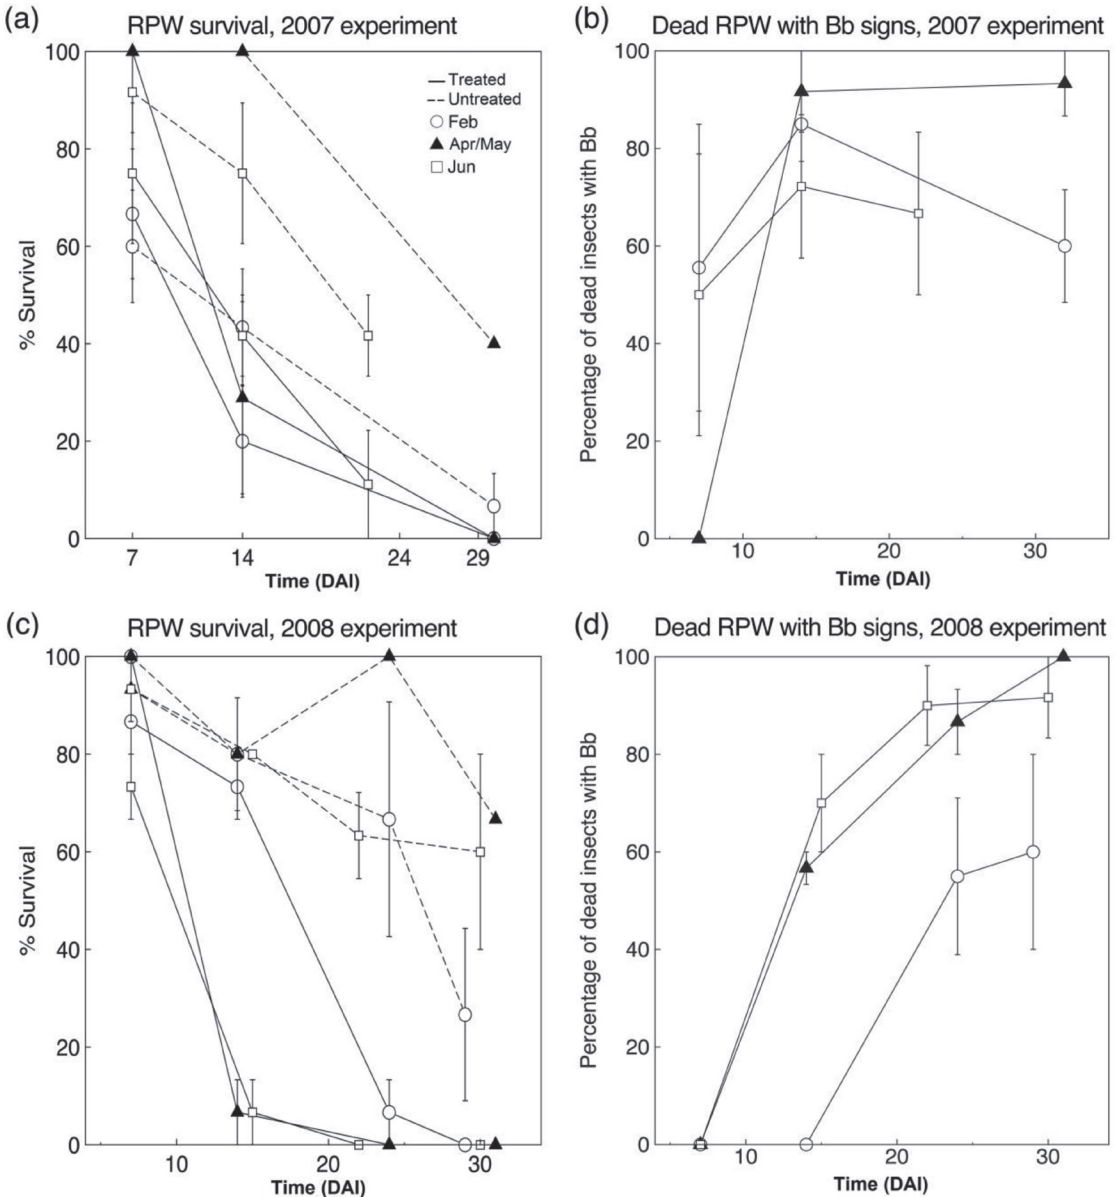 (a)
RPW survival, 2007 experiment
100
80
60
40
20
0
% Survival
Treated
Untreated
Feb
Apr/May
Jun
7
14
24
29
Time (DAI)
(b)
Dead RPW with Bb signs, 2007 experiment
100
80
60
40
20
0
Percentage of dead insects with Bb
10
20
30
Time (DAI)
(c)
RPW survival, 2008 experiment
100
80
60
40
20
0
% Survival
10
20
30
Time (DAI)
(d)
Dead RPW with Bb signs, 2008 experiment
100
80
60
40
20
0
Percentage of dead insects with Bb
10
20
30
Time (DAI)